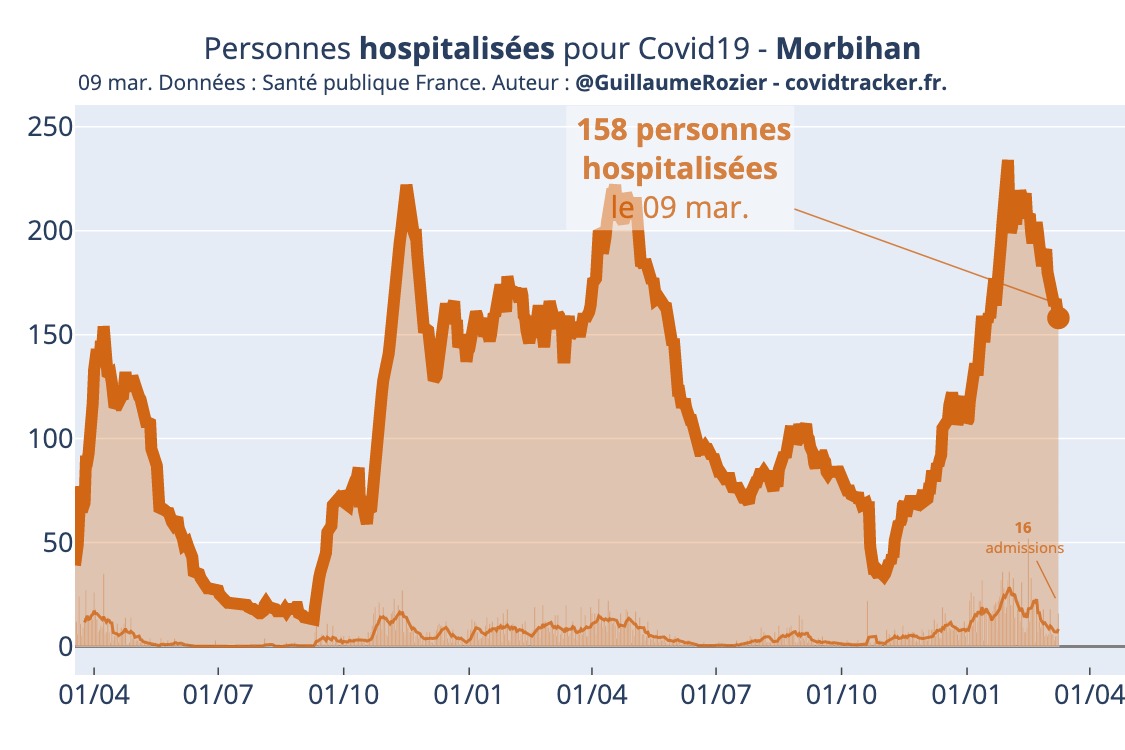 Personnes hospitalisées pour Covid19 - Morbihan
09 mar. Données : Santé publique France. Auteur : @GuillaumeRozier - covidtracker.fr.
158 personnes
hospitalisées
le 09 mar.
250
200
150
100
50
0
16
admissions
01/04 01/07 01/10 01/01 01/04 01/07 01/10 01/01 01/04